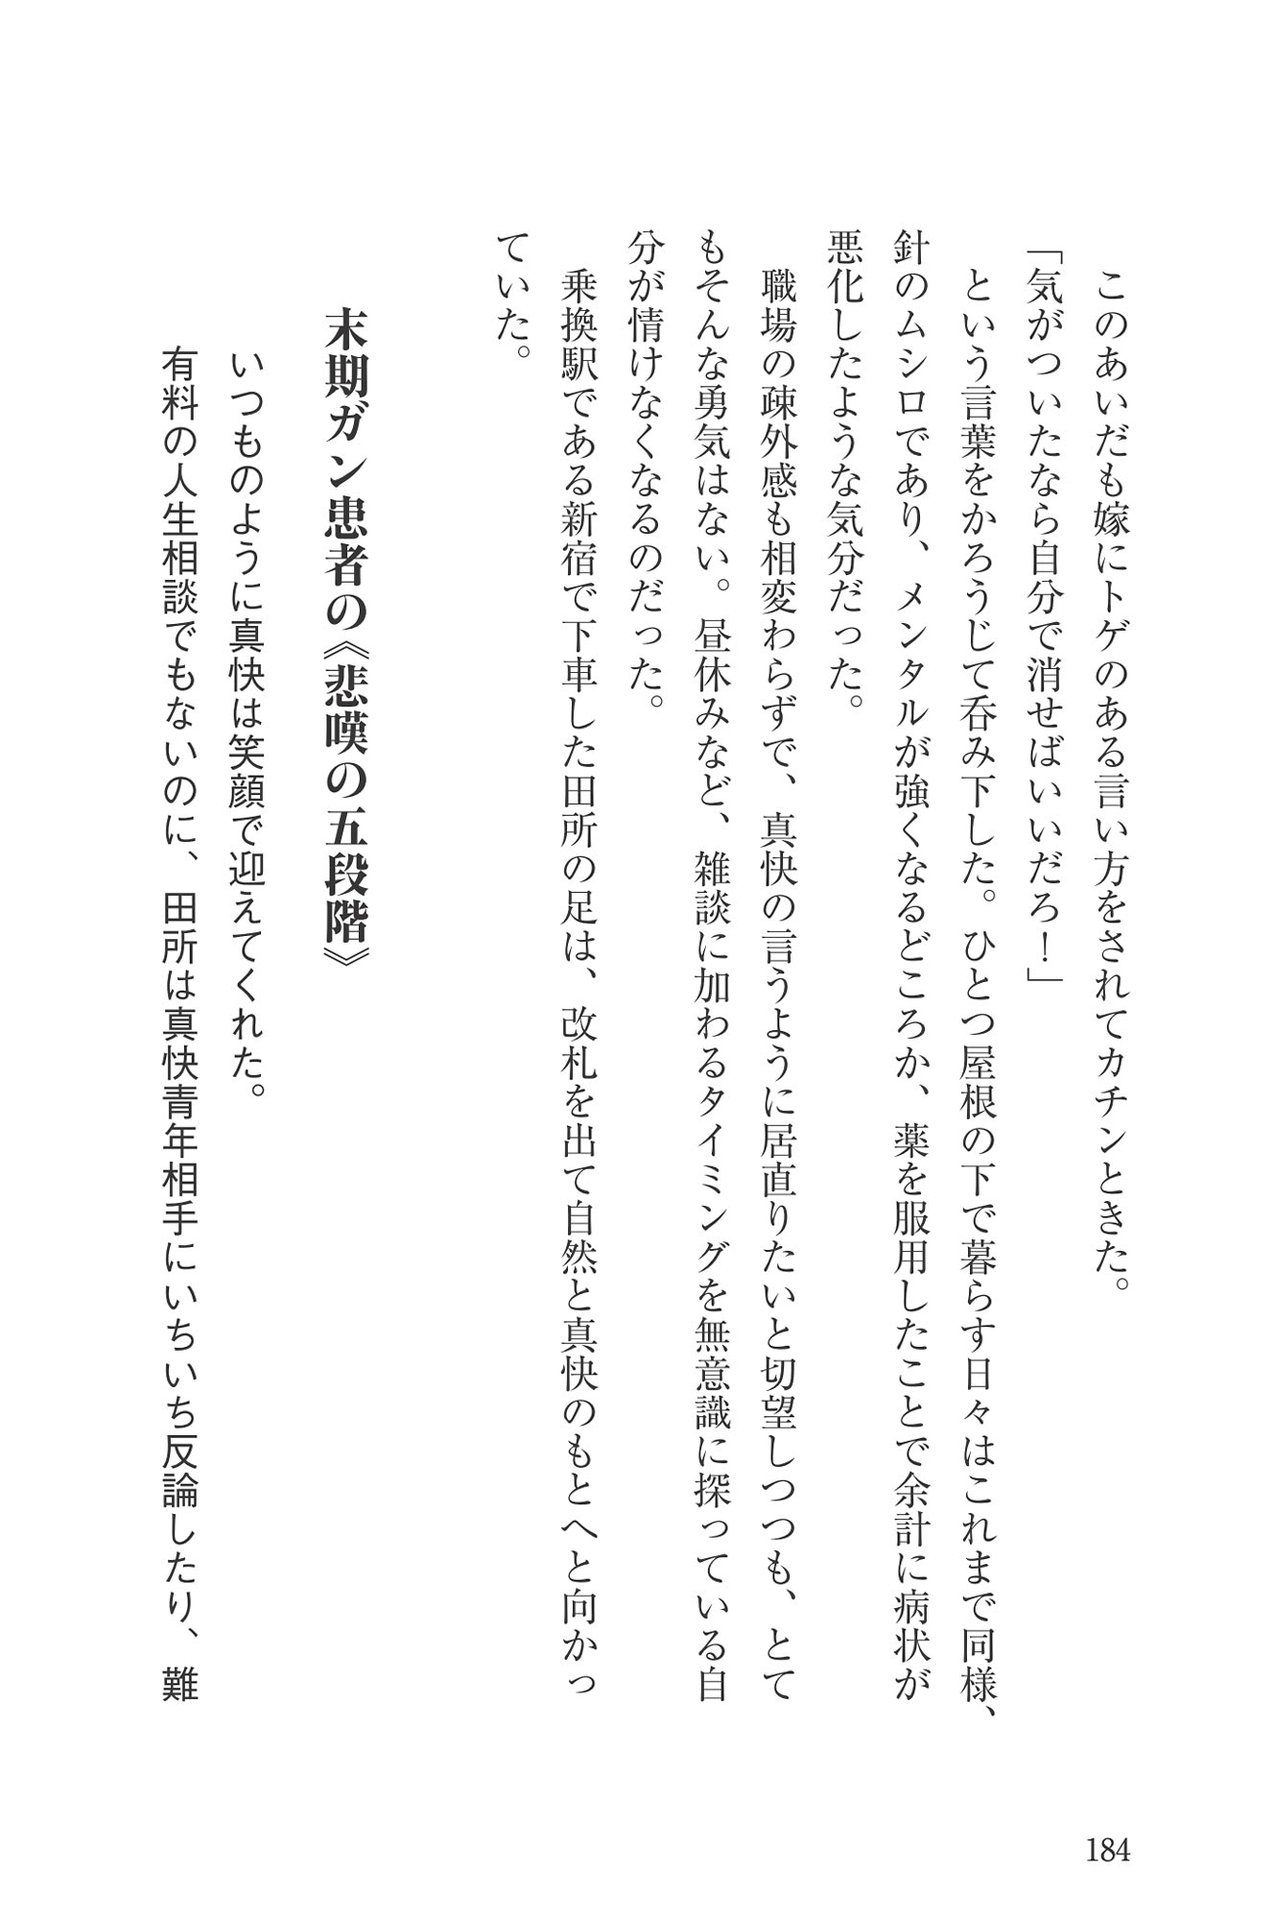 このあいだも嫁にトゲのある言い方をされてカチンときた。
「気がついたなら自分で消せばいいだろ！」
という言葉をかろうじて呑み下した。ひとつ屋根の下で暮らす日々はこれまで同様、
針のムシロであり、メンタルが強くなるどころか、薬を服用したことで余計に病状が
悪化したような気分だった。
職場の疎外感も相変わらずで、真快の言うように居直りたいと切望しつつも、とて
もそんな勇気はない。昼休みなど、雑談に加わるタイミングを無意識に探っている自
分が情けなくなるのだった。
乗換駅である新宿で下車した田所の足は、改札を出て自然と真快のもとへと向かっ
ていた。
末期ガン患者の《悲嘆の五段階》
いつものように真快は笑顔で迎えてくれた。
有料の人生相談でもないのに、田所は真快青年相手にいちいち反論したり、難
184